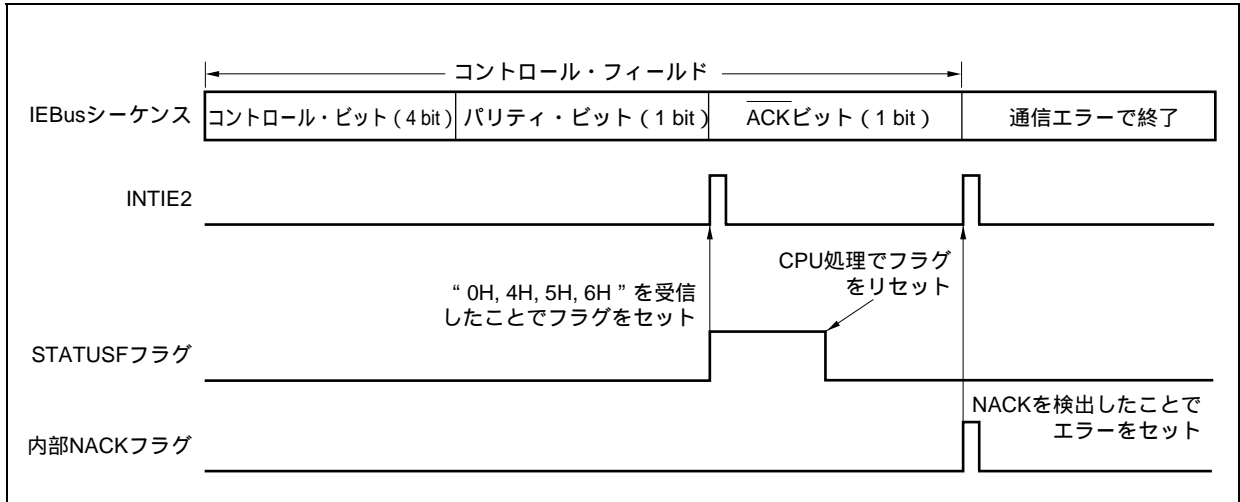 コントロール・フィールド
IEBusシーケンス
コントロール・ビット（4 bit）
パリティ・ビット（1 bit）
ACKビット（1 bit）
通信エラーで終了
INTIE2
CPU処理でフラグ
をリセット
“0H, 4H, 5H, 6H”を受信
したことでフラグをセット
STATUSFフラグ
NACKを検出したことで
エラーをセット
内部NACKフラグ